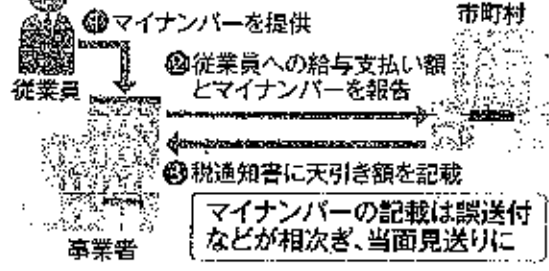 ❶マイナンバーを提供
市町村
従業員
❷従業員への給与支払い額
とマイナンバーを報告
❸税通知書に天引き額を記載
事業者
マイナンバーの記載は誤送付
などが相次ぎ、当面見送りに